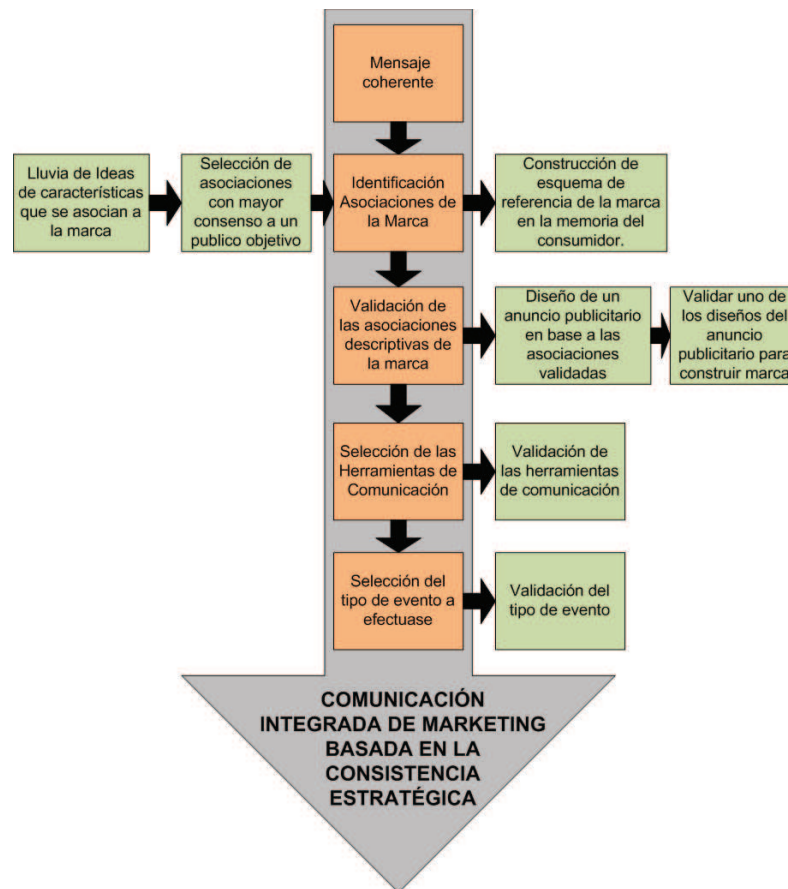 Mensaje
coherente
Lluvia de Ideas
de características
que se asocian a
la marca
Selección de
asociaciones
con mayor
consenso a un
publico objetivo
Identificación
Asociaciones de
la Marca
Construcción de
esquema de
referencia de la marca
en la memoria del
consumidor.
Validación de
las asociaciones
descriptivas de
la marca
Diseño de un
anuncio publicitario
en base a las
asociaciones
validadas
Validar uno de
los diseños del
anuncio
publicitario para
construir marca
Selección de las
Herramientas de
Comunicación
Validación de
las herramientas
de comunicación
Selección del
tipo de evento a
efectuase
Validación del
tipo de evento
COMUNICACIÓN
INTEGRADA DE MARKETING
BASADA EN LA
CONSISTENCIA
ESTRATÉGICA